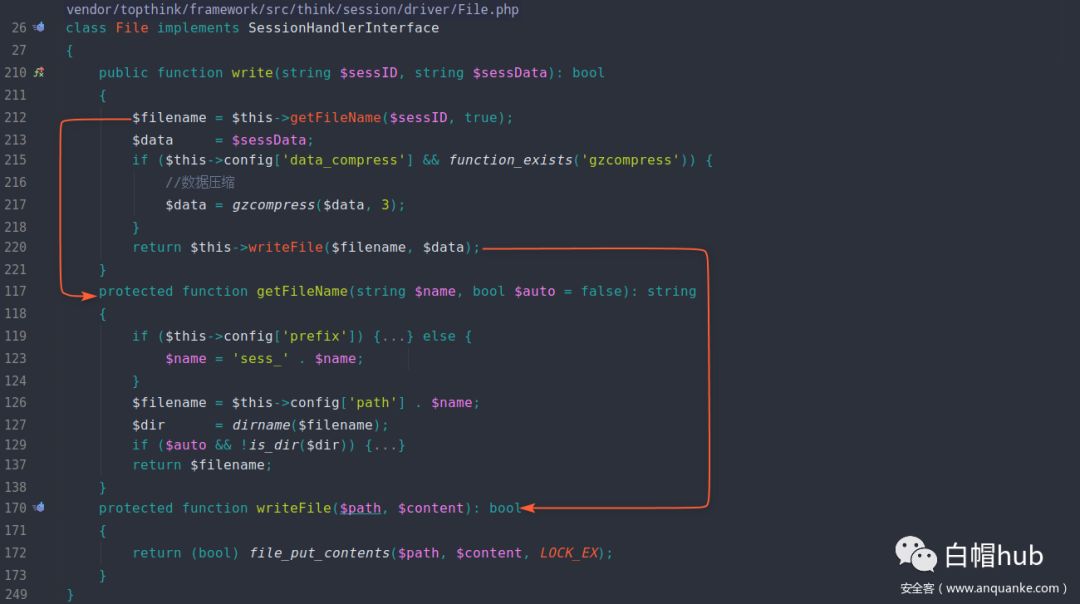 vendor/topthink/framework/src/think/session/driver/File.php
26 class File implements SessionHandlerInterface
27 {
210 public function write(string $sessID, string $sessData): bool
211 {
212 $filename = $this->getFileName($sessID, true);
213 $data     = $sessData;
215 if ($this->config['data_compress'] && function_exists('gzcompress')) {
216 //数据压缩
217 $data = gzcompress($data, 3);
218 }
220 return $this->writeFile($filename, $data);
221 }
117 protected function getFileName(string $name, bool $auto = false): string
118 {
119 if ($this->config['prefix']) {...} else {
123 $name = 'sess_' . $name;
124 }
126 $filename = $this->config['path'] . $name;
127 $dir      = dirname($filename);
129 if ($auto && !is_dir($dir)) {...}
137 return $filename;
138 }
170 protected function writeFile($path, $content): bool
171 {
172 return (bool) file_put_contents($path, $content, LOCK_EX);
173 }
249 }
白帽hub
安全客（www.anquanke.com）